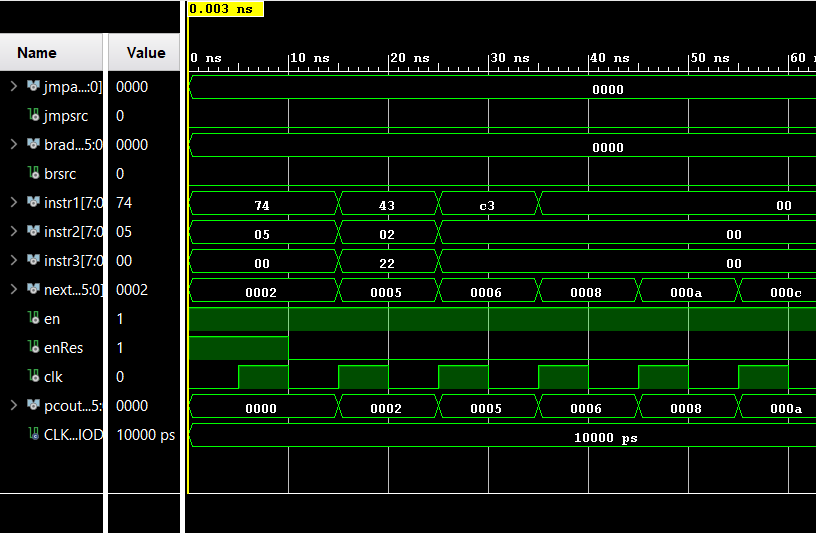 0.003 ns
Name Value
0 ns 10 ns 20 ns 30 ns 40 ns 50 ns 60 n
jmpa...:0] 0000 0000
jmpsrc 0
brad...5:0 0000 0000
brsrc 0
instr1[7:0 74 74 43 c3 00
instr2[7:0 05 05 02 00
instr3[7:0 00 00 22 00
next...5:0] 0002 0002 0005 0006 0008 000a 000c
en 1
enRes 1
clk 0
pcout...5:0 0000 0000 0002 0005 0006 0008 000a
CLK...IOD 10000 ps 10000 ps